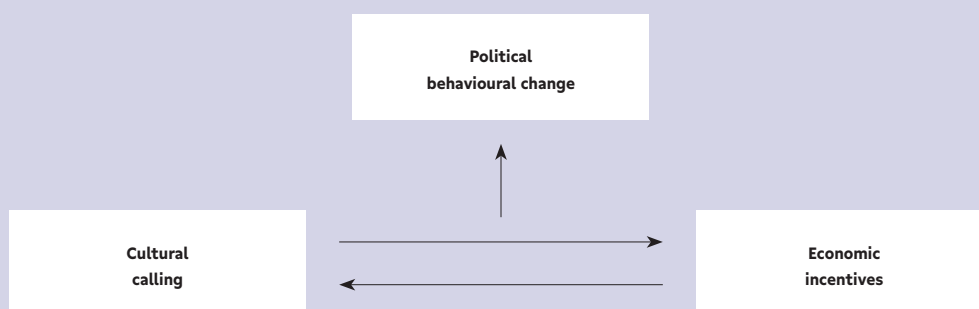 Political
behavioural change
Cultural
calling
Economic
incentives